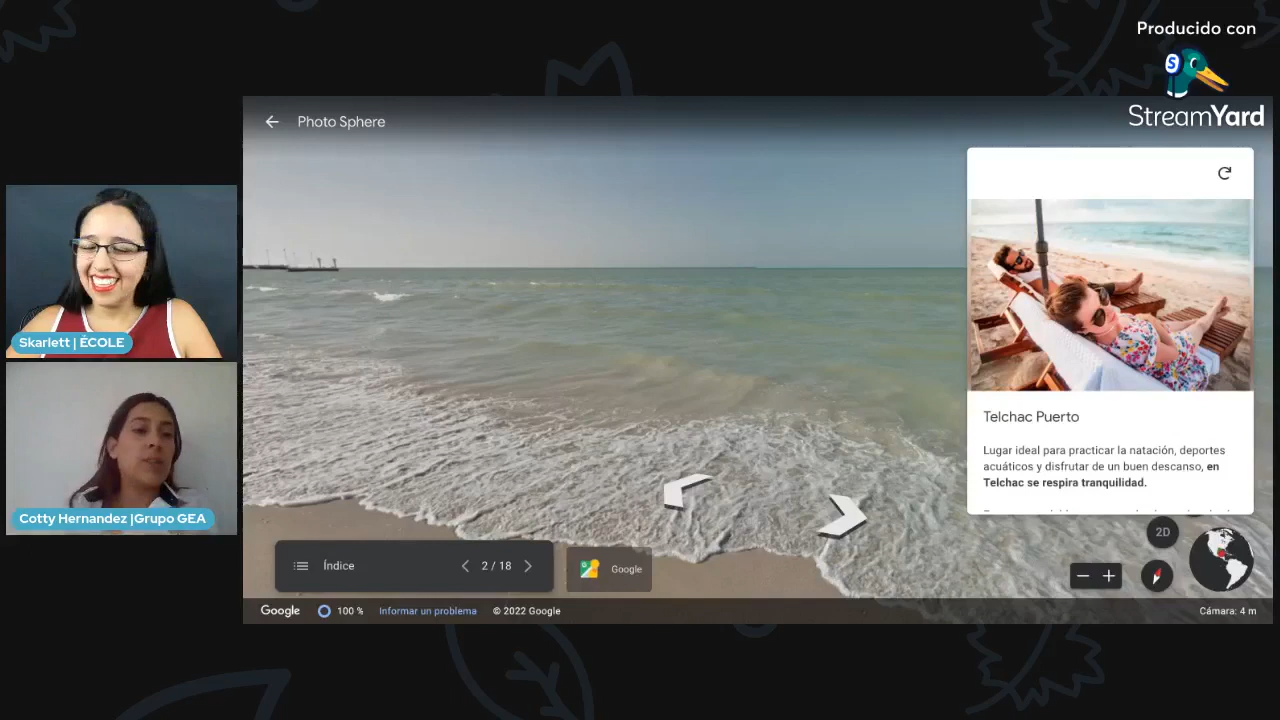 Producido con
StreamYard
Photo Sphere
Skarlett | ÉCOLE
Cotty Hernandez |Grupo GEA
Telchac Puerto
Lugar ideal para practicar la natación, deportes
acuáticos y disfrutar de un buen descanso, en
Telchac se respira tranquilidad.
2D
Índice
2 / 18
Google
Google
100 %
Informar un problema
© 2022 Google
Cámara: 4 m